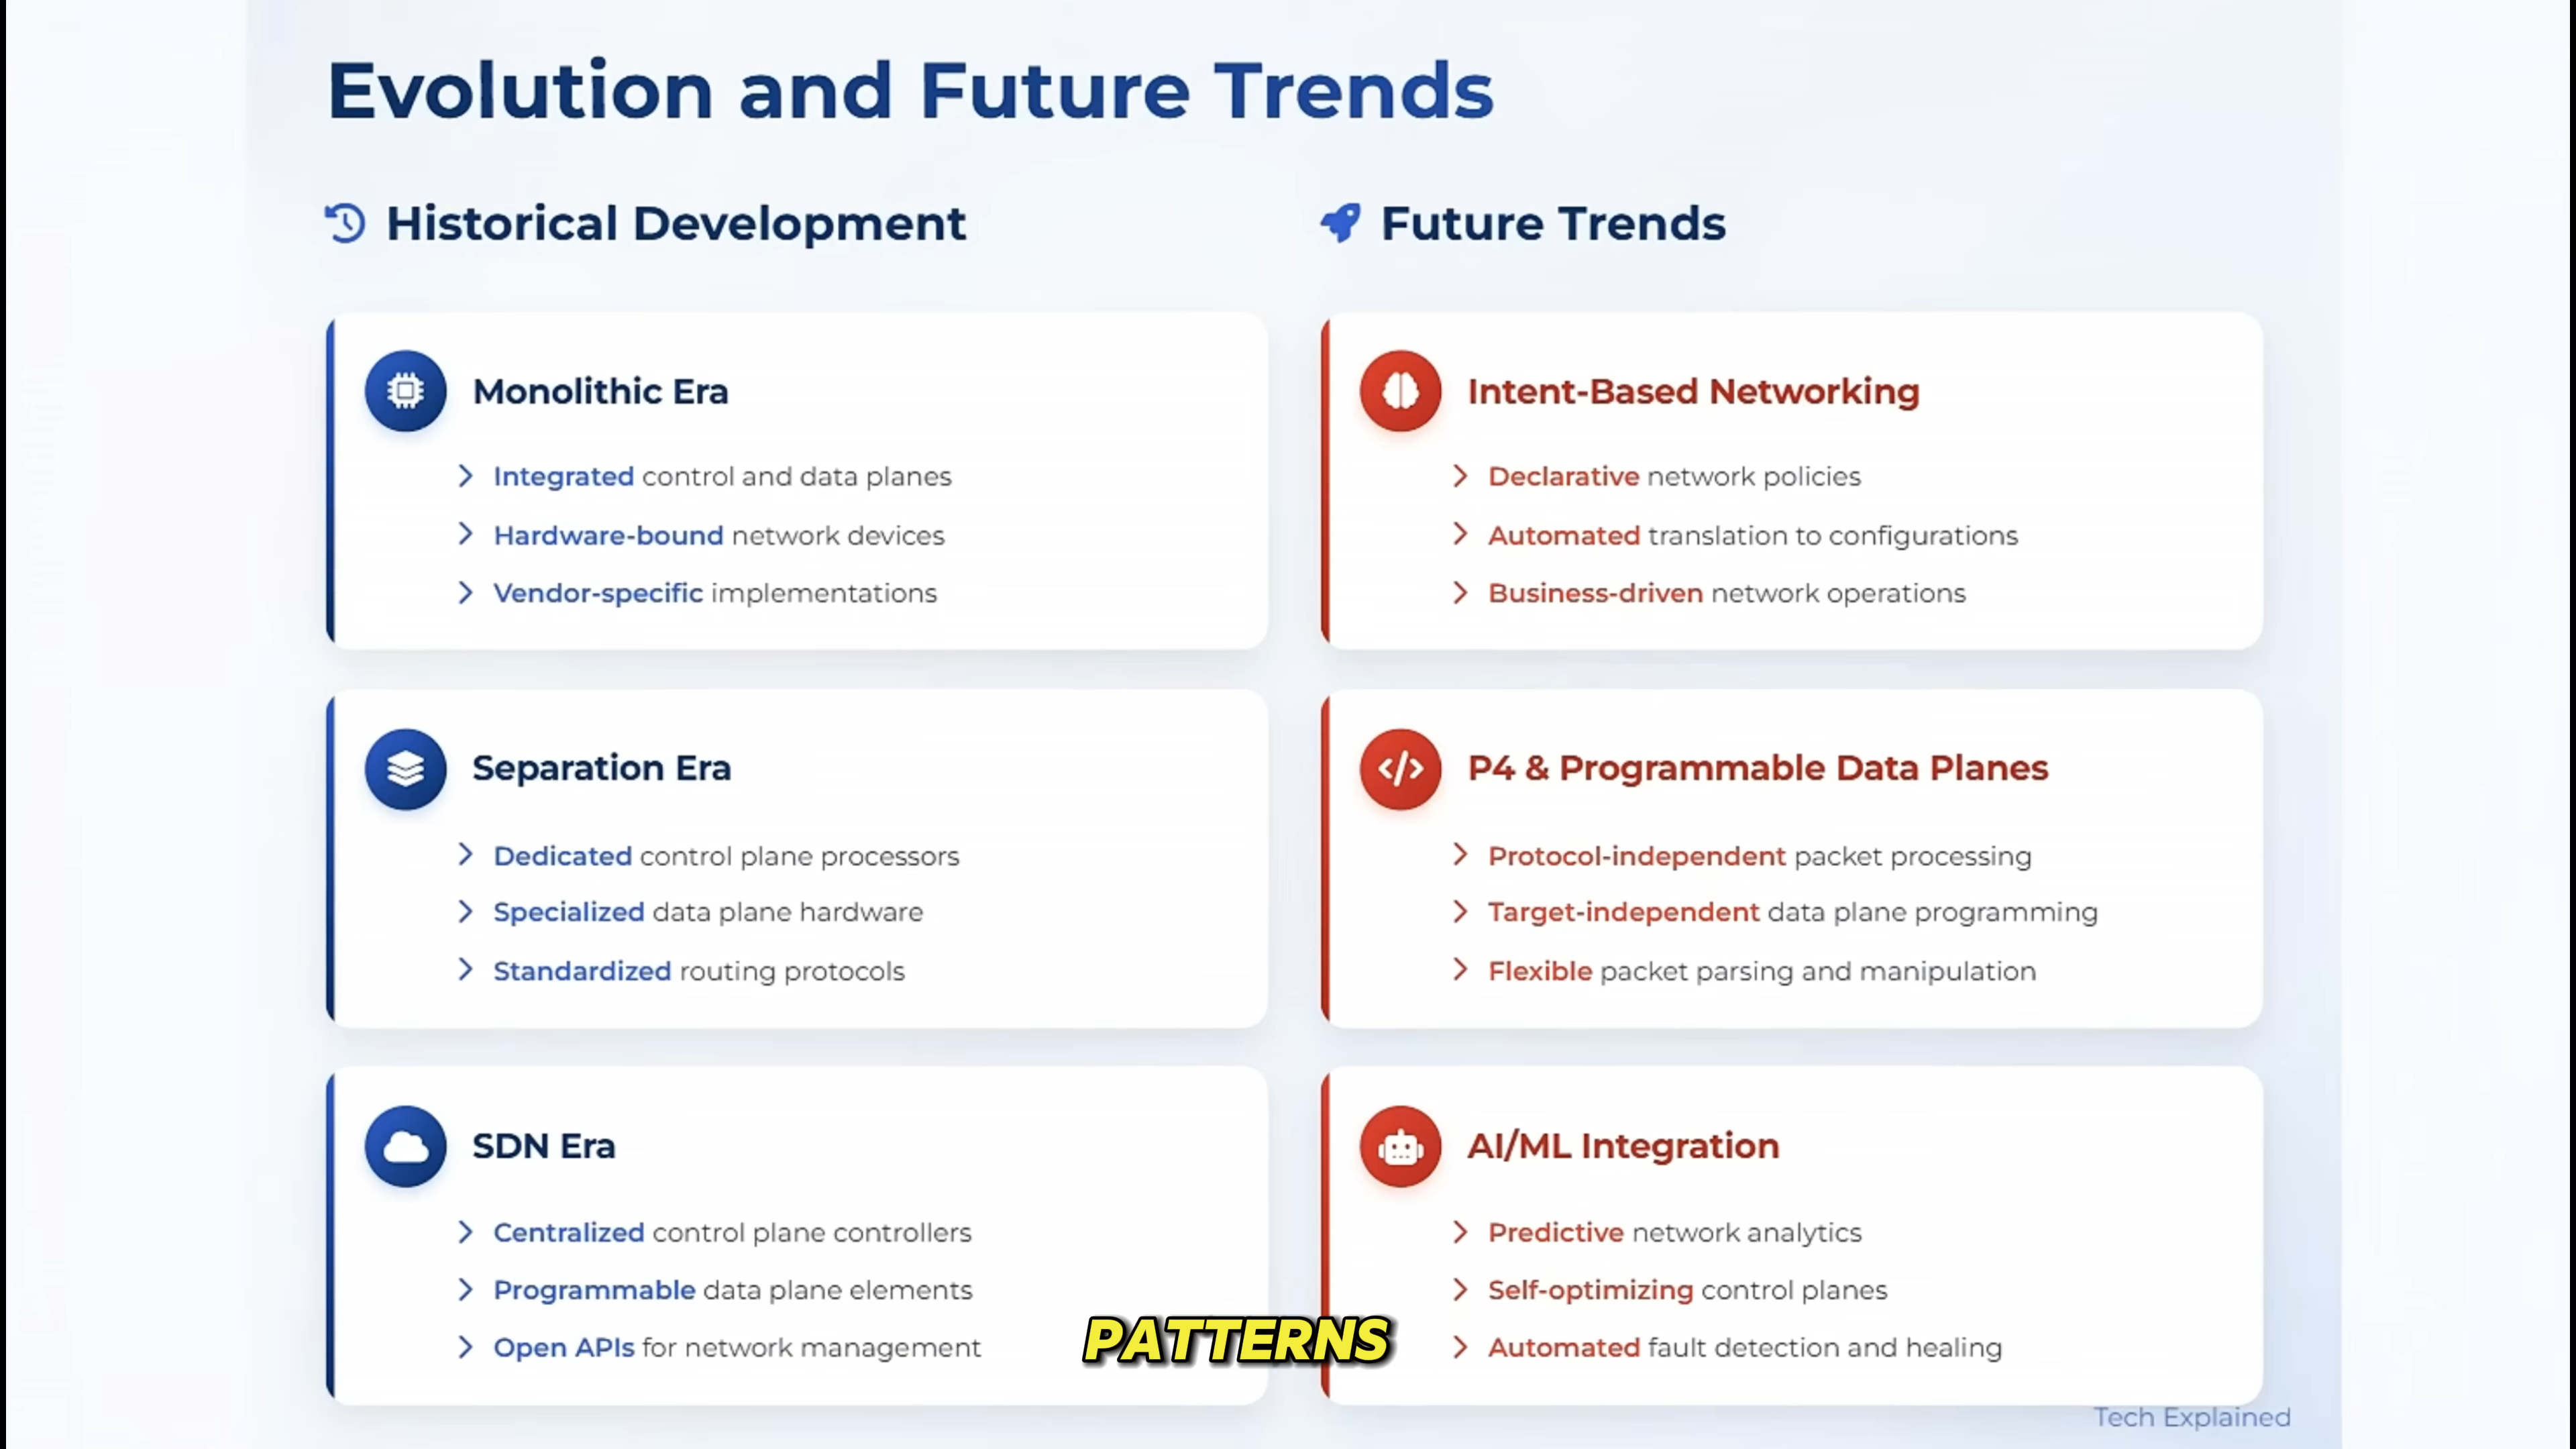 Evolution and Future Trends
Historical Development
Monolithic Era
Integrated control and data planes
Hardware-bound network devices
Vendor-specific implementations
Separation Era
Dedicated control plane processors
Specialized data plane hardware
Standardized routing protocols
SDN Era
Centralized control plane controllers
Programmable data plane elements
Open APIs for network management
Future Trends
Intent-Based Networking
Declarative network policies
Automated translation to configurations
Business-driven network operations
P4 & Programmable Data Planes
Protocol-independent packet processing
Target-independent data plane programming
Flexible packet parsing and manipulation
AI/ML Integration
Predictive network analytics
Self-optimizing control planes
Automated fault detection and healing
PATTERNS
Tech Explained